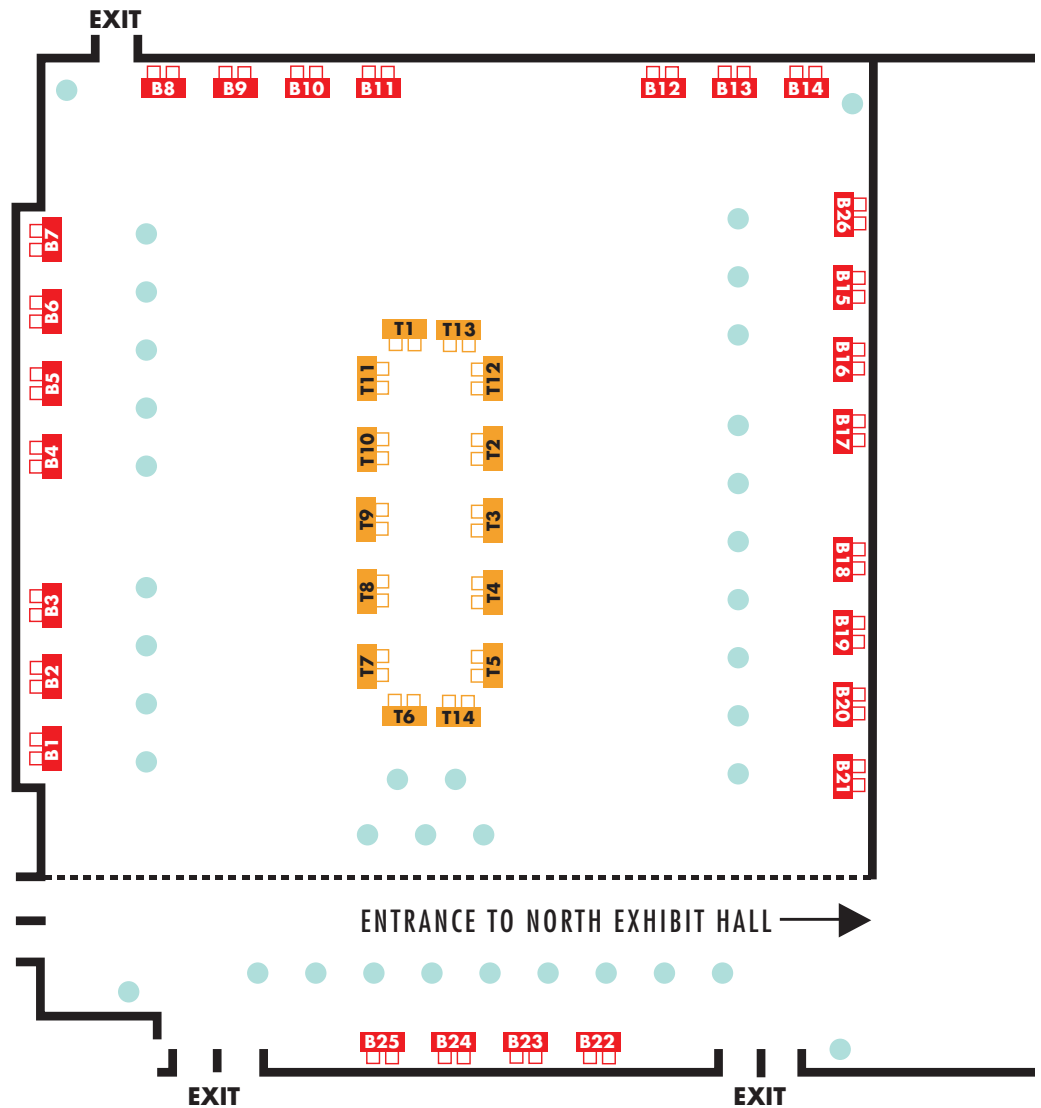 EXIT
B8
B9
B10
B11
B12
B13
B14
B7
B6
B5
B4
B3
B2
B1
B26
B15
B16
B17
B18
B19
B20
B21
T1
T13
T11
T12
T10
T2
T9
T3
T8
T4
T7
T5
T6
T14
ENTRANCE TO NORTH EXHIBIT HALL
B25
B24
B23
B22
EXIT
EXIT